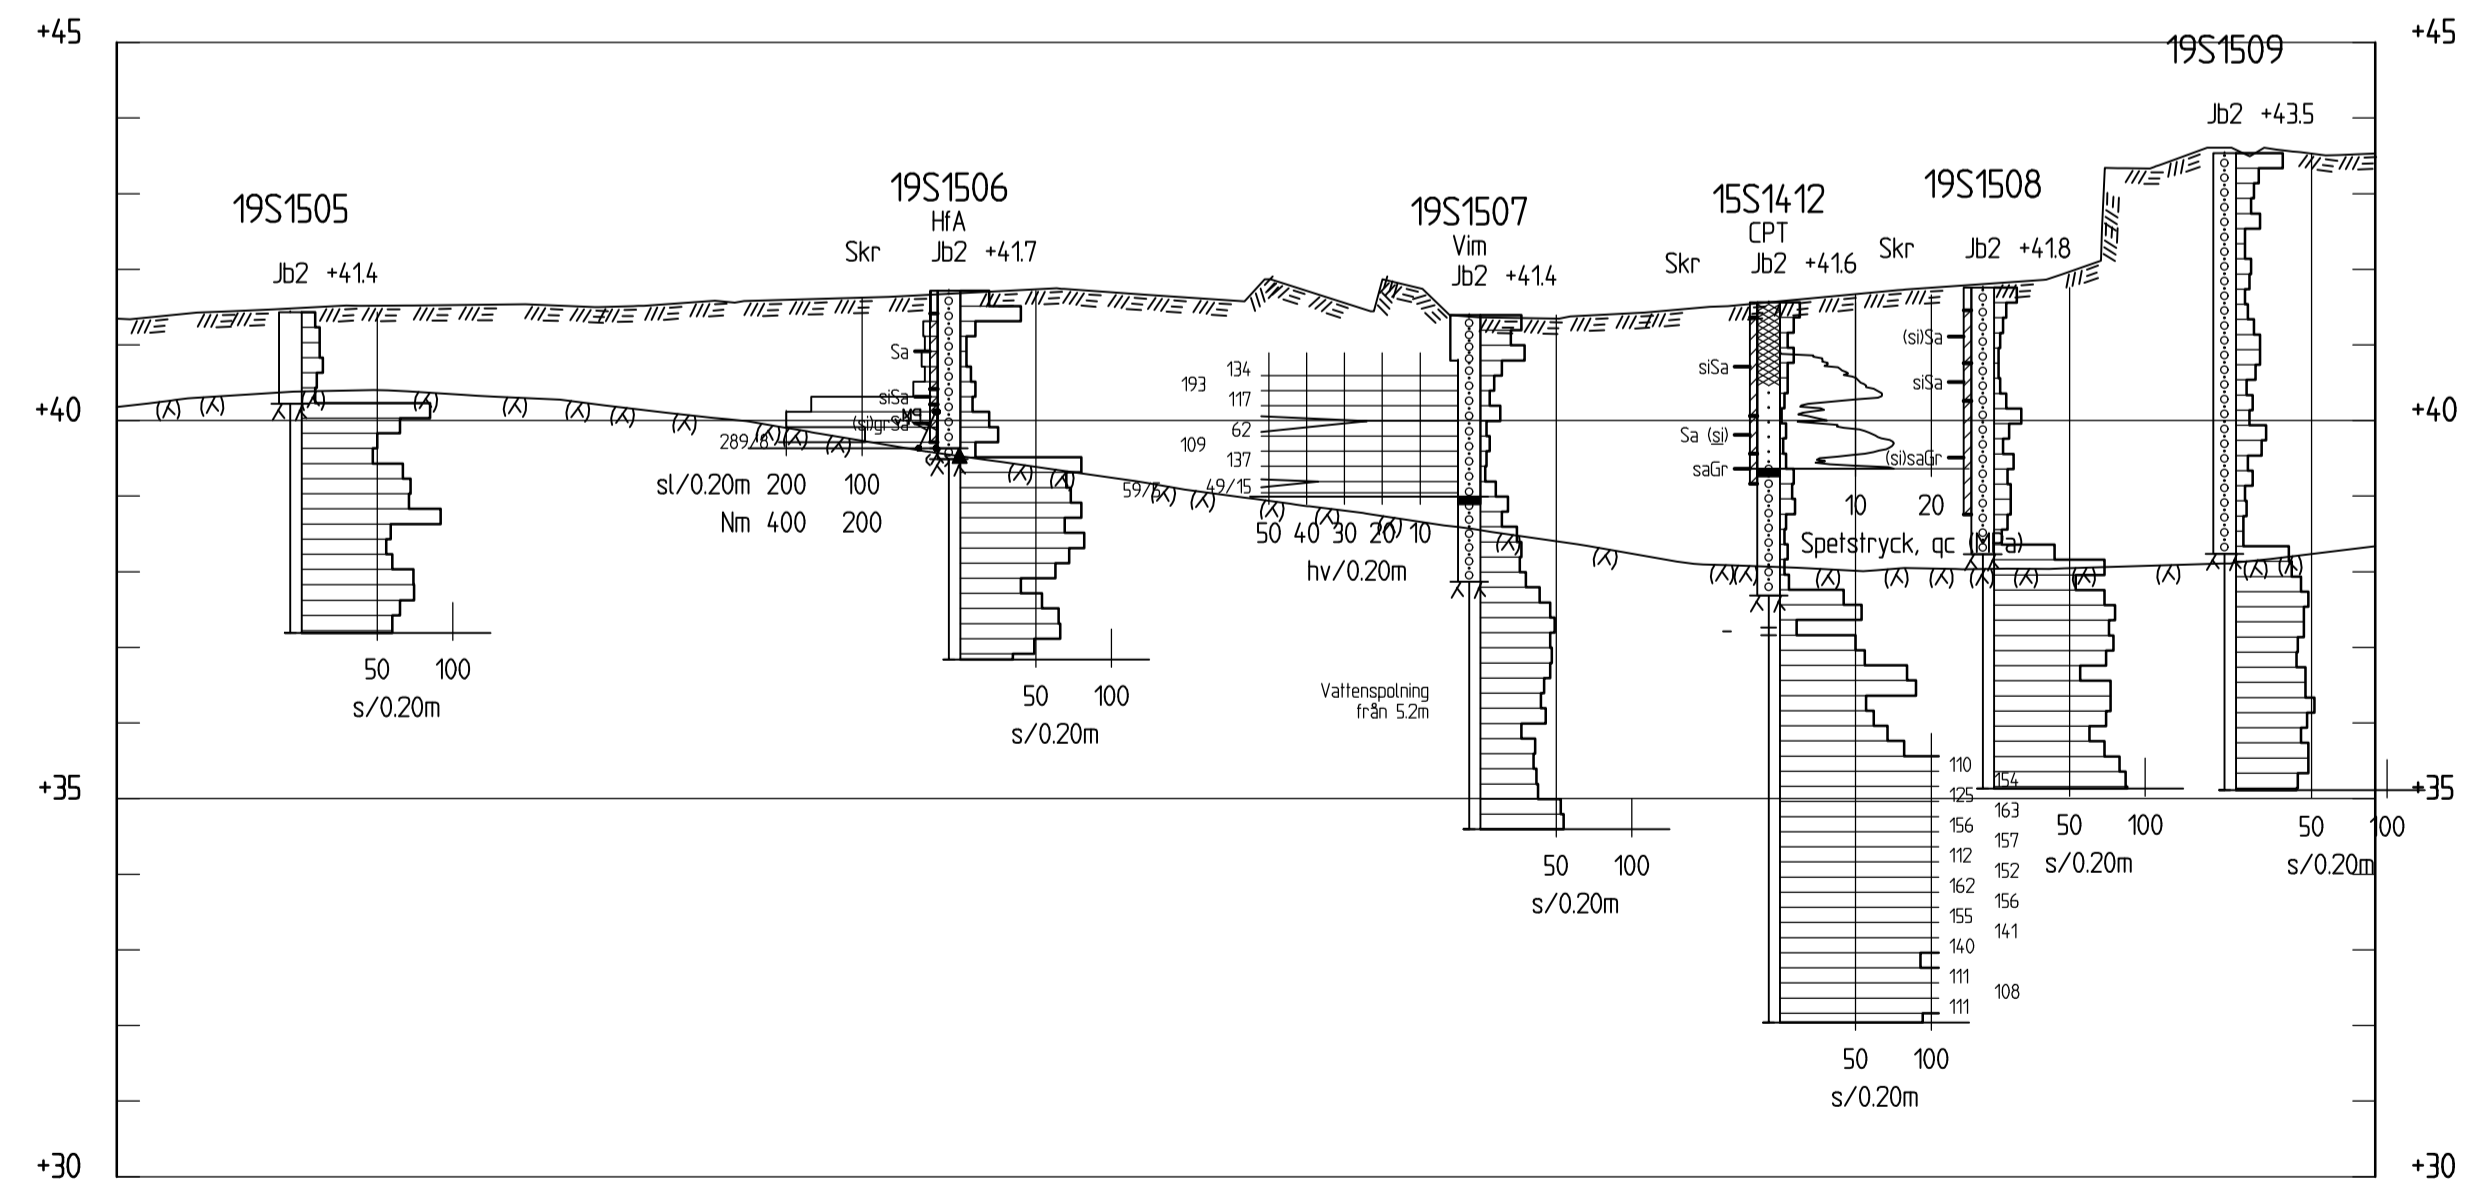 +45
+45
19S1509
Jb2 +43.5
19S1505
Jb2 +41.4
19S1506
HfA
Skr
Jb2 +41.7
19S1507
Vim
Jb2 +41.4
15S1412
CPT
Skr
Jb2 +41.6
19S1508
Skr
Jb2 +41.8
+40
+40
Sa
siSa
(si)grSa
289/8
sl/0.20m 200 100
Nm 400 200
193
134
117
62
109
137
59/5
49/15
50 40 30 20 10
hv/0.20m
siSa
Sa (si)
saGr
10 20
Spetstryck, qc (MPa)
(si)Sa
siSa
(si)saGr
50 100
s/0.20m
50 100
s/0.20m
Vattenspolning
från 5.2m
50 100
s/0.20m
110
154
125
163
156
157
112
152
162
156
155
141
140
111
108
111
50 100
s/0.20m
50 100
s/0.20m
50 100
s/0.20m
+35
+35
+30
+30